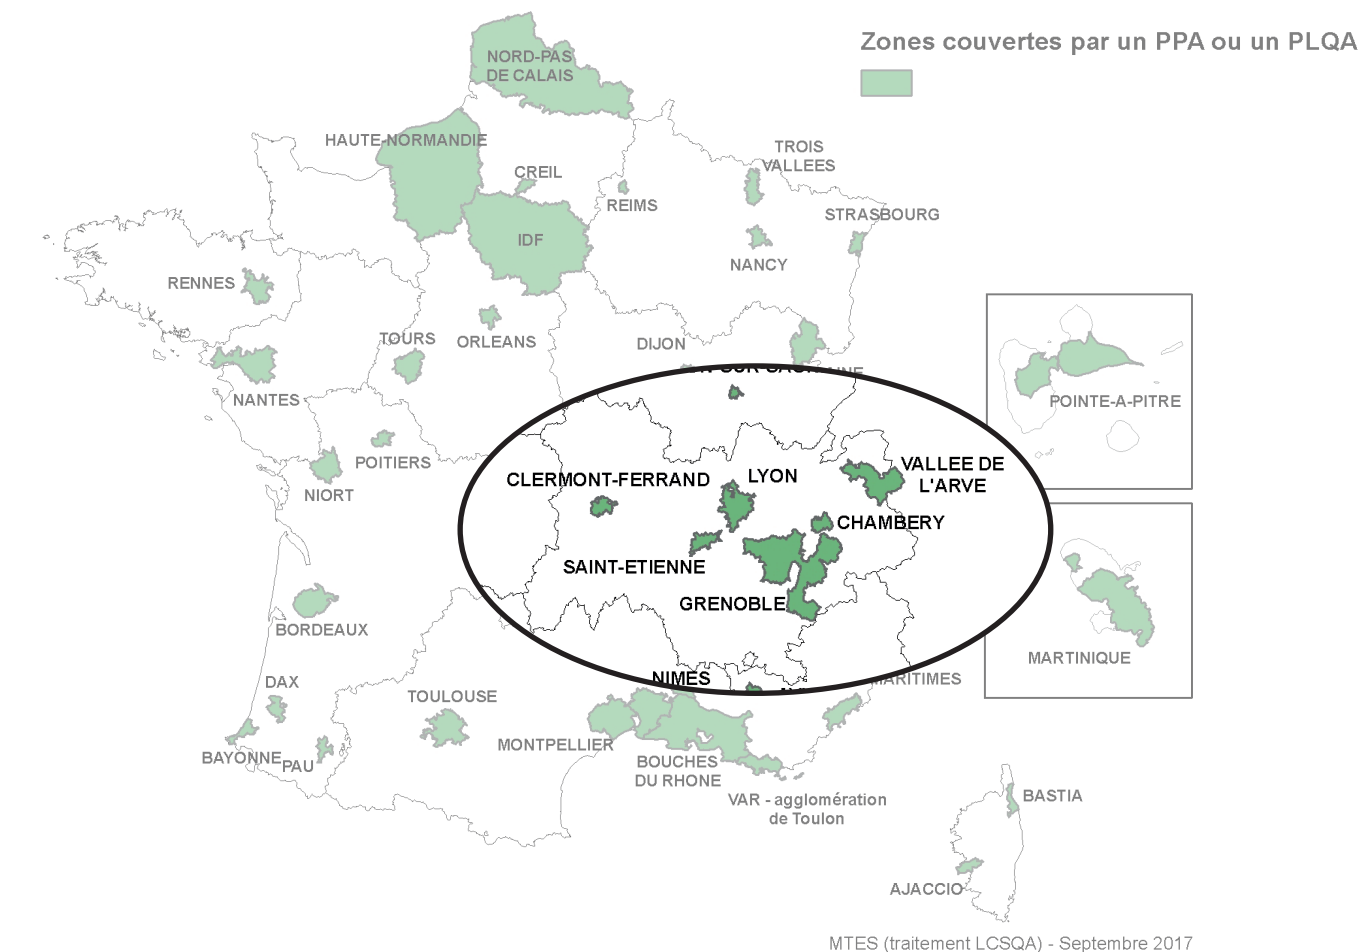 Zones couvertes par un PPA ou un PLQA
NORD-PAS
DE CALAIS
HAUTE-NORMANDIE
TROIS
VALLEES
CREIL
REIMS
STRASBOURG
IDF
NANCY
RENNES
TOURS
ORLEANS
DIJON
NANTES
POINTE-A-PITRE
POITIERS
NIORT
CLERMONT-FERRAND
LYON
VALLEE DE
L'ARVE
CHAMBERY
SAINT-ETIENNE
GRENOBLE
BORDEAUX
MARTINIQUE
NIMES
MARITIMES
DAX
TOULOUSE
BAYONNE
PAU
MONTPELLIER
BOUCHES
DU RHONE
VAR - agglomération
de Toulon
BASTIA
AJACCIO
MTES (traitement LCSQA) - Septembre 2017